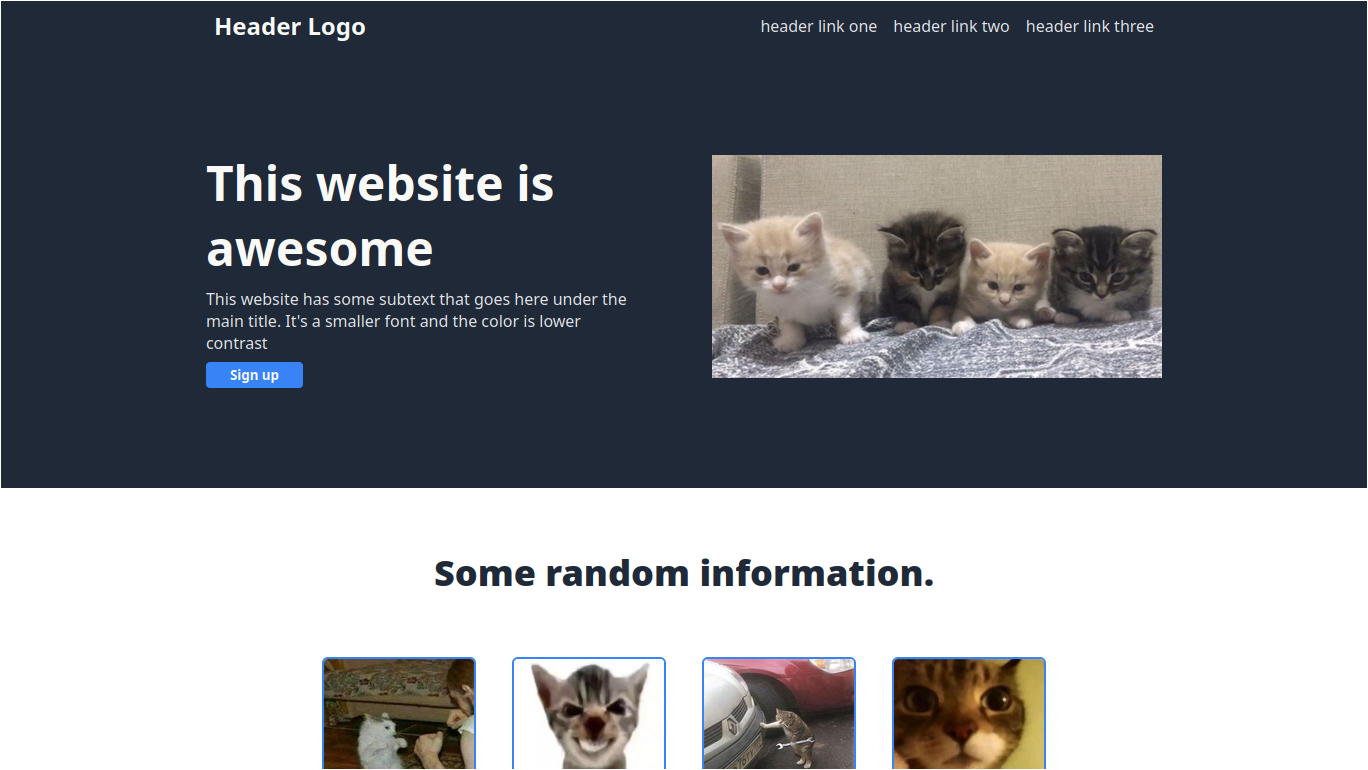 Header Logo
header link one
header link two
header link three
This website is
awesome
This website has some subtext that goes here under the
main title. It's a smaller font and the color is lower
contrast
Sign up
Some random information.